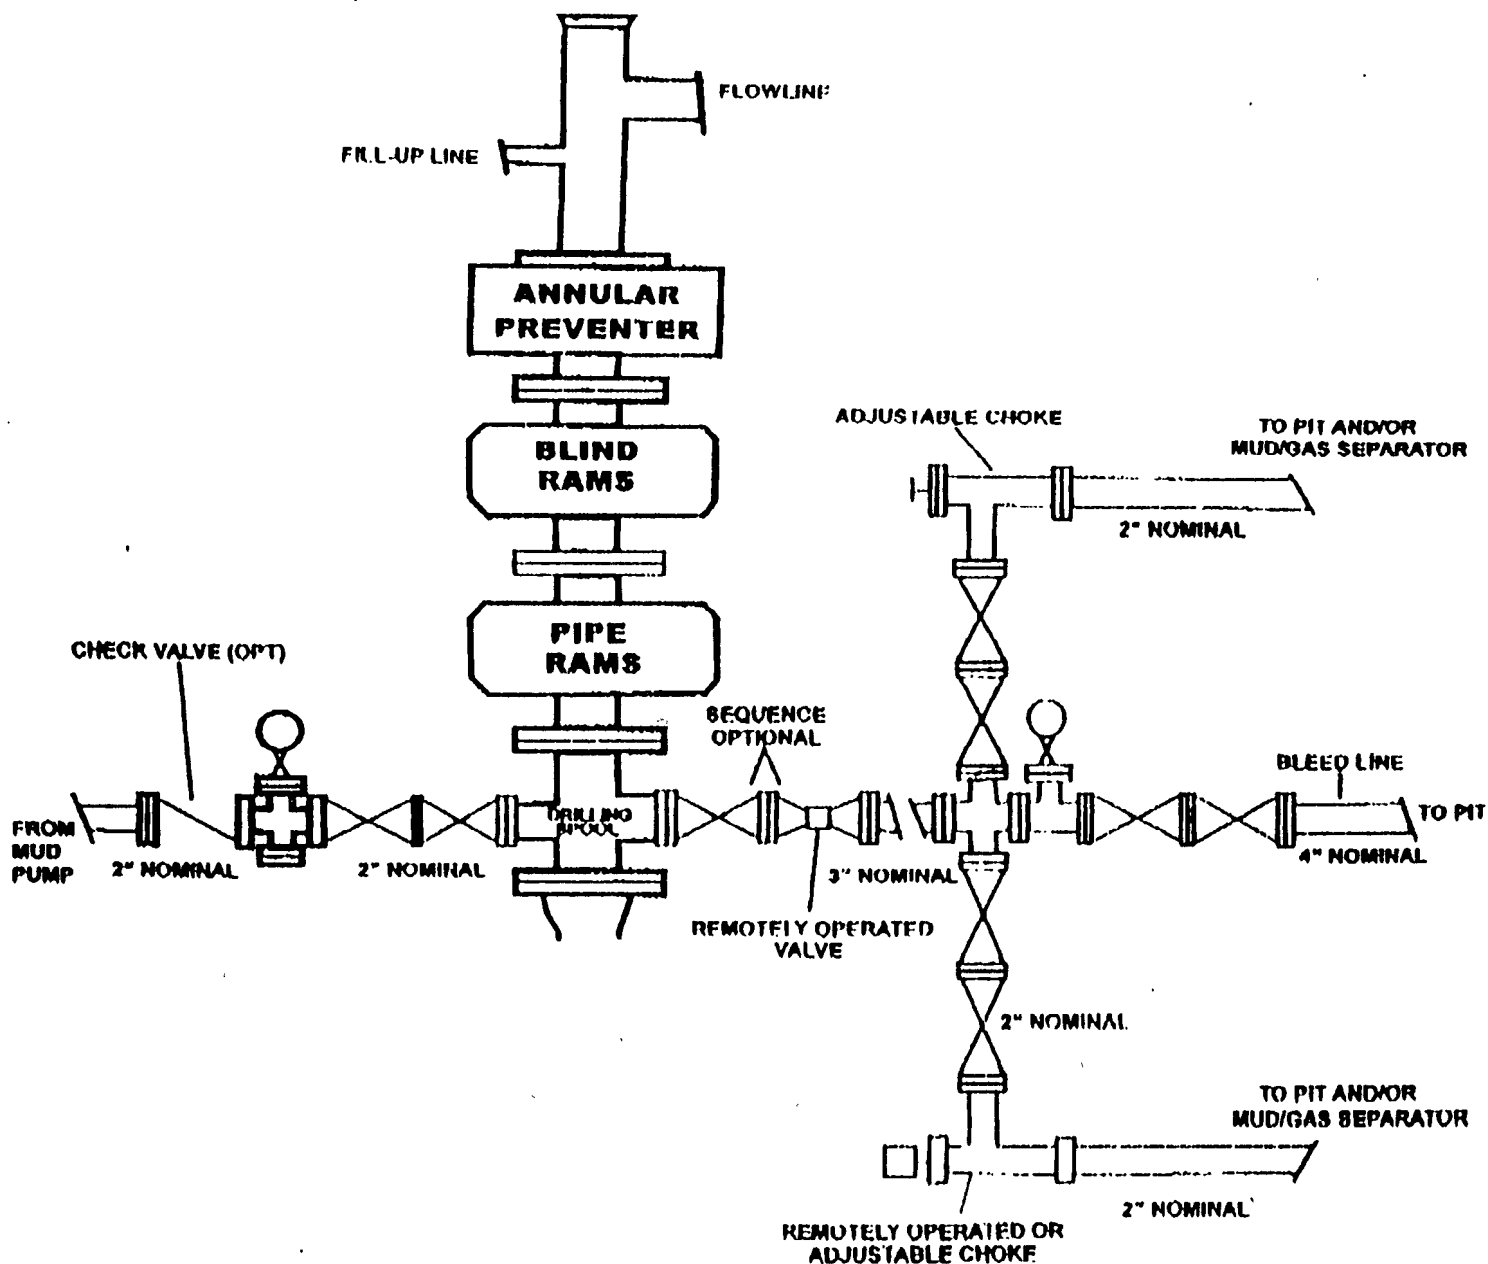 FLOWLINE
FILL-UP LINE
ANNULAR
PREVENTER
BLIND
RAMS
ADJUSTABLE CHOKE
TO PIT AND/OR
MUD/GAS SEPARATOR
2" NOMINAL
PIPE
RAMS
CHECK VALVE (OPT)
SEQUENCE
OPTIONAL
BLEED LINE
DRILLING
SPOOL
TO PIT
FROM
MUD
PUMP
2" NOMINAL
2" NOMINAL
3" NOMINAL
4" NOMINAL
REMOTELY OPERATED
VALVE
2" NOMINAL
TO PIT AND/OR
MUD/GAS SEPARATOR
2" NOMINAL
REMOTELY OPERATED OR
ADJUSTABLE CHOKE